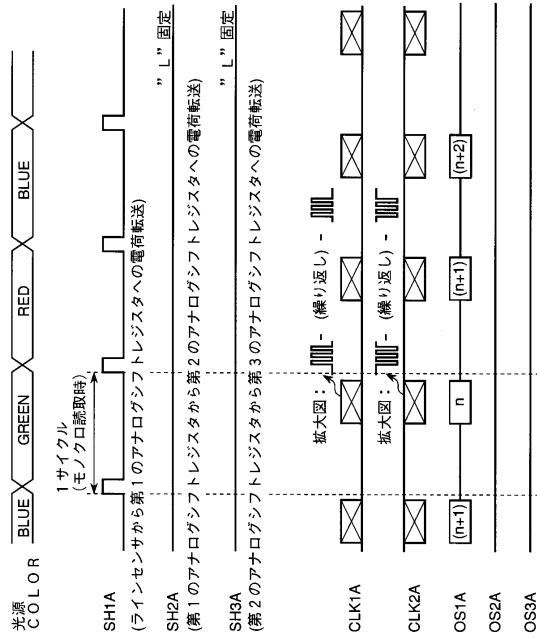 光源
COLOR
BLUE GREEN RED BLUE
1サイクル
(モノクロ読取時)
SH1A
(ラインセンサから第1のアナログシフトレジスタへの電荷転送)
SH2A
"L"固定
(第1のアナログシフトレジスタから第2のアナログシフトレジスタへの電荷転送)
SH3A
"L"固定
(第2のアナログシフトレジスタから第3のアナログシフトレジスタへの電荷転送)
拡大図: - (繰り返し) -
CLK1A
拡大図: - (繰り返し) -
CLK2A
OS1A (n+1) n (n+1) (n+2)
OS2A
OS3A